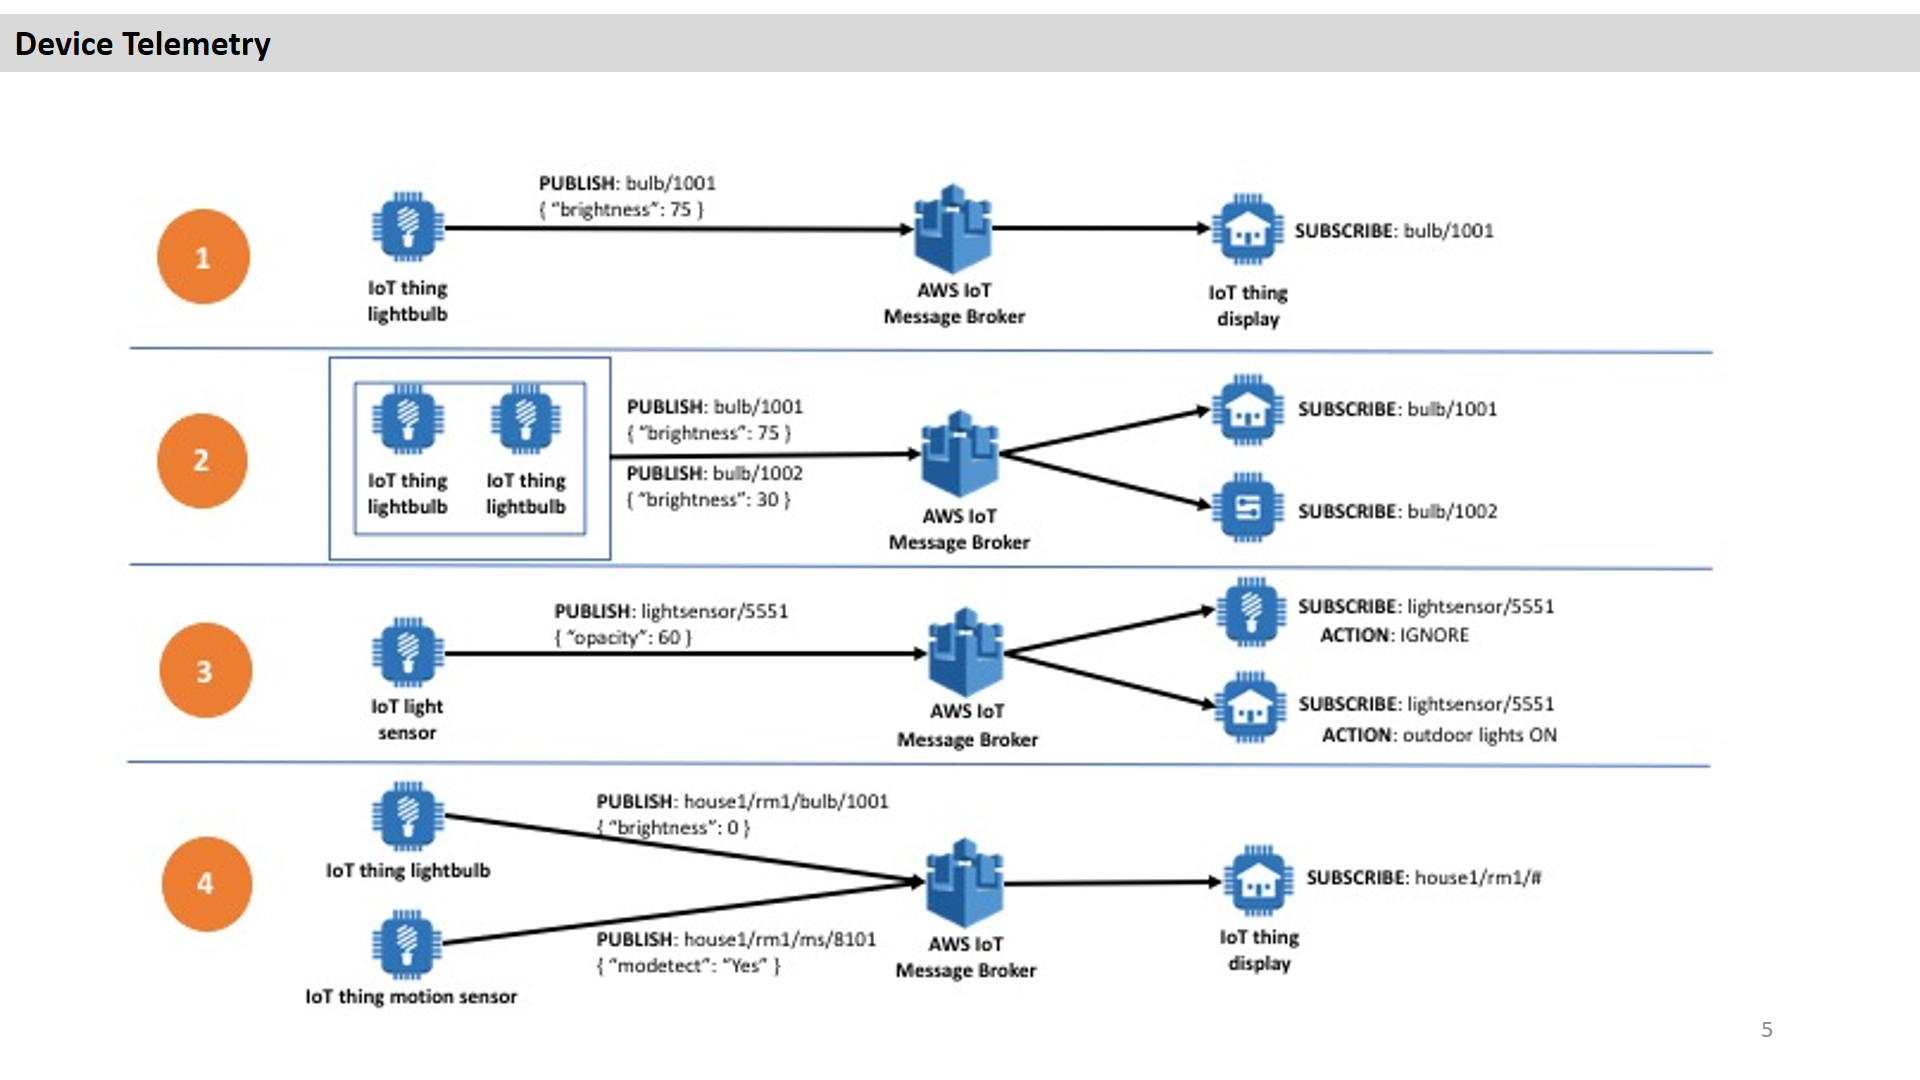 Device Telemetry
1
PUBLISH: bulb/1001
{ “brightness”: 75 }
IoT thing
lightbulb
AWS IoT
Message Broker
IoT thing
display
SUBSCRIBE: bulb/1001
2
IoT thing
lightbulb
IoT thing
lightbulb
PUBLISH: bulb/1001
{ “brightness”: 75 }
PUBLISH: bulb/1002
{ “brightness”: 30 }
AWS IoT
Message Broker
SUBSCRIBE: bulb/1001
SUBSCRIBE: bulb/1002
3
PUBLISH: lightsensor/5551
{ “opacity”: 60 }
IoT light
sensor
AWS IoT
Message Broker
SUBSCRIBE: lightsensor/5551
ACTION: IGNORE
SUBSCRIBE: lightsensor/5551
ACTION: outdoor lights ON
4
PUBLISH: house1/rm1/bulb/1001
{ “brightness”: 0 }
IoT thing lightbulb
PUBLISH: house1/rm1/ms/8101
{ “modetect”: “Yes” }
IoT thing motion sensor
AWS IoT
Message Broker
IoT thing
display
SUBSCRIBE: house1/rm1/#
5